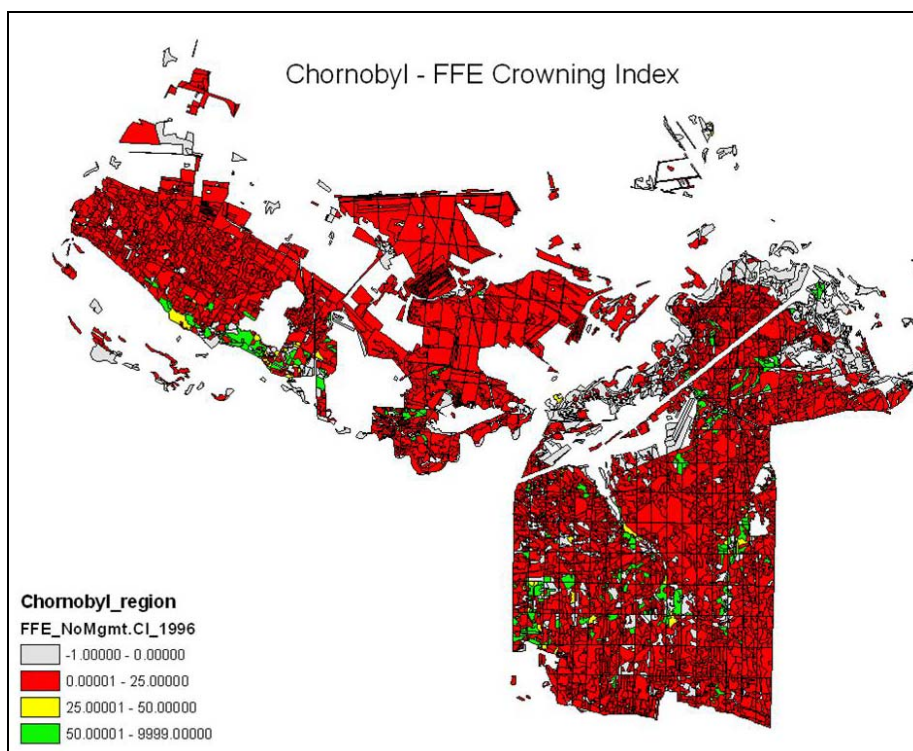 Chornobyl - FFE Crowning Index
Chornobyl_region
FFE_NoMgmt.CI_1996
-1.00000 - 0.00000
0.00001 - 25.00000
25.00001 - 50.00000
50.00001 - 9999.00000